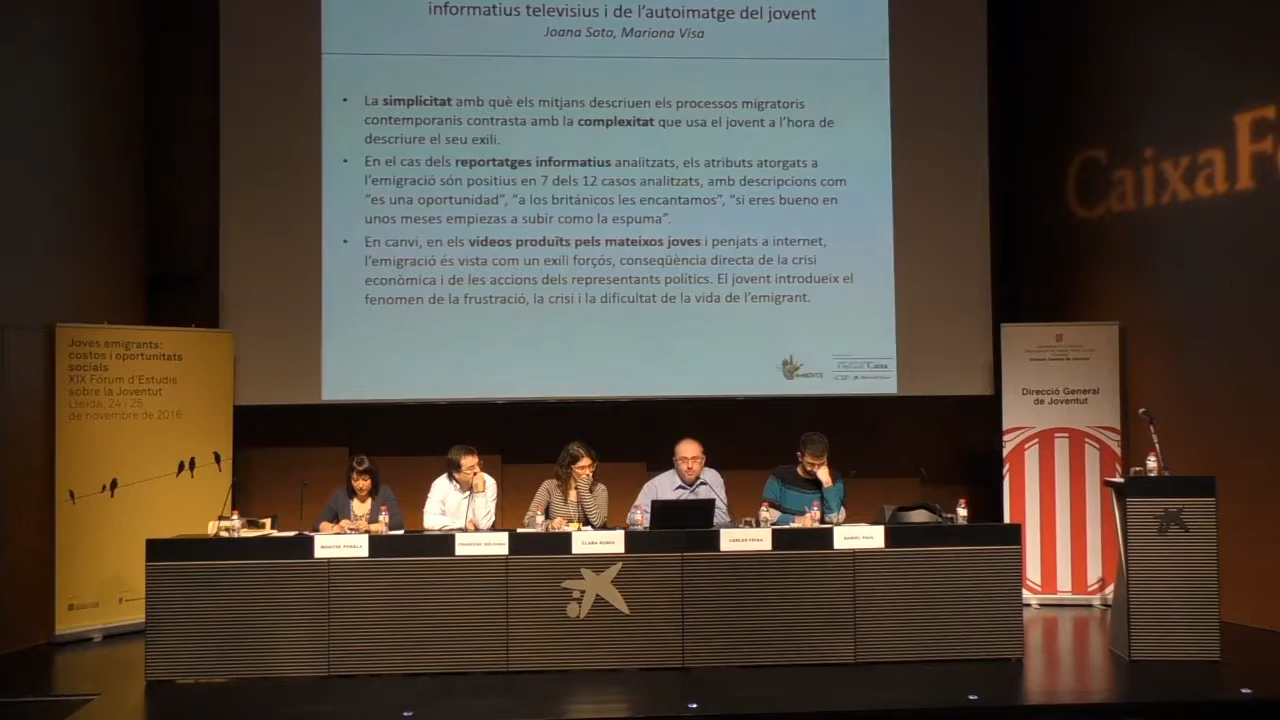 informatius televisius i de l'autoimatge del jovent
Joana Soto, Mariona Visa
• La simplicitat amb què els mitjans descriuen els processos migratoris
contemporanis contrasta amb la complexitat que usa el jovent a l'hora de
descriure el seu exili.
• En el cas dels reportatges informatius analitzats, els atributs atorgats a
l'emigració són positius en 7 dels 12 casos analitzats, amb descripcions com
"es una oportunidad", "a los británicos les encantamos", "si eres bueno en
unos meses empiezas a subir como la espuma".
• En canvi, en els vídeos produïts pels mateixos joves i penjats a internet,
l'emigració és vista com un exili forçós, conseqüència directa de la crisi
econòmica i de les accions dels representants polítics. El jovent introdueix el
fenomen de la frustració, la crisi i la dificultat de la vida de l'emigrant.
CaixaFo
Joves emigrants:
costos i oportunitats
socials
XIX Fòrum d'Estudis
sobre la Joventut
Lleida, 24 i 25
de novembre de 2016
Direcció General
de Joventut
CLARA RUBIO
CARLES FEIXA
DANIEL PAÜL